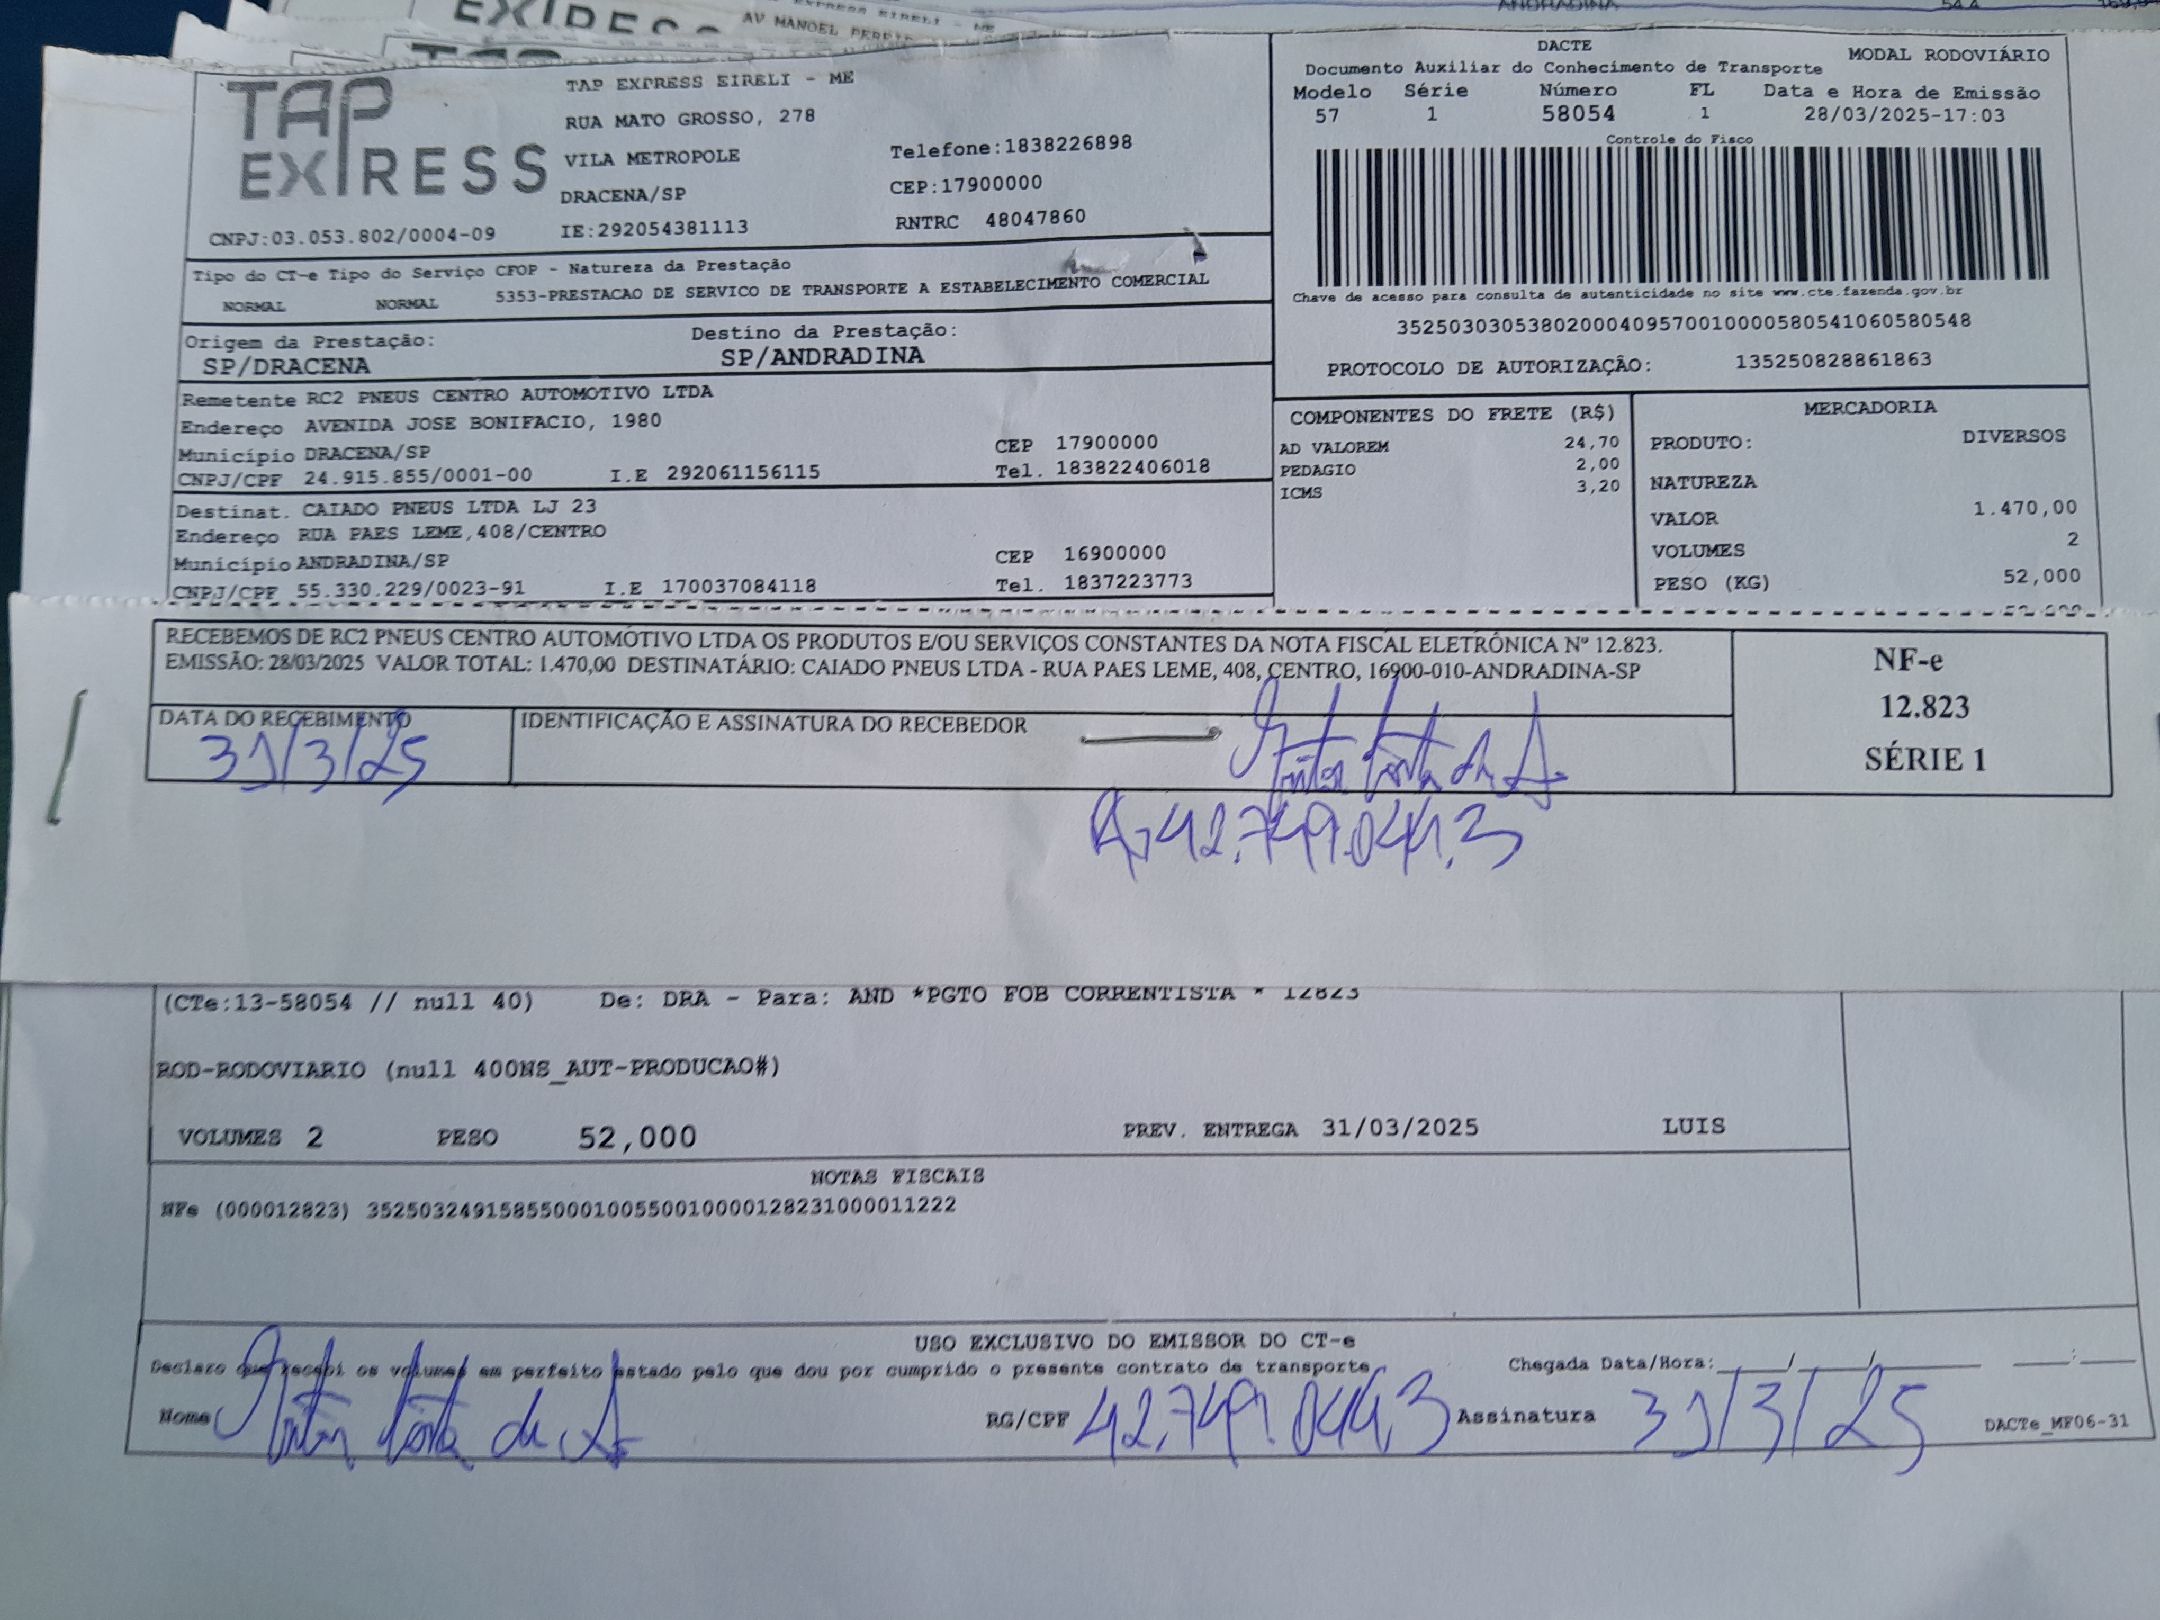 EXIDEC
AV MANOEL
ANDRADINA 54,4
TAP EXPRESS
TAP EXPRESS EIRELI - ME
RUA MATO GROSSO, 278
VILA METROPOLE Telefone:1838226898
DRACENA/SP CEP:17900000
CNPJ:03.053.802/0004-09 IE:292054381113 RNTRC 48047860
DACTE MODAL RODOVIÁRIO
Documento Auxiliar do Conhecimento de Transporte
Modelo Série Número FL Data e Hora de Emissão
57 1 58054 1 28/03/2025-17:03
Controle do Fisco
Chave de acesso para consulta de autenticidade no site www.cte.fazenda.gov.br
35250303053802000409570010000580541060580548
PROTOCOLO DE AUTORIZAÇÃO: 135250828861863
Tipo do CT-e Tipo do Serviço CFOP - Natureza da Prestação
NORMAL NORMAL 5353-PRESTACAO DE SERVICO DE TRANSPORTE A ESTABELECIMENTO COMERCIAL
Origem da Prestação: Destino da Prestação:
SP/DRACENA SP/ANDRADINA
Remetente RC2 PNEUS CENTRO AUTOMOTIVO LTDA
Endereço AVENIDA JOSE BONIFACIO, 1980
Município DRACENA/SP CEP 17900000
CNPJ/CPF 24.915.855/0001-00 I.E 292061156115 Tel. 183822406018
Destinat. CAIADO PNEUS LTDA LJ 23
Endereço RUA PAES LEME,408/CENTRO
Município ANDRADINA/SP CEP 16900000
CNPJ/CPF 55.330.229/0023-91 I.E 170037084118 Tel. 1837223773
COMPONENTES DO FRETE (R$)
AD VALOREM 24,70
PEDAGIO 2,00
ICMS 3,20
MERCADORIA
PRODUTO: DIVERSOS
NATUREZA
VALOR 1.470,00
VOLUMES 2
PESO (KG) 52,000
RECEBEMOS DE RC2 PNEUS CENTRO AUTOMOTIVO LTDA OS PRODUTOS E/OU SERVIÇOS CONSTANTES DA NOTA FISCAL ELETRÔNICA Nº 12.823.
EMISSÃO: 28/03/2025 VALOR TOTAL: 1.470,00 DESTINATÁRIO: CAIADO PNEUS LTDA - RUA PAES LEME, 408, CENTRO, 16900-010-ANDRADINA-SP
DATA DO RECEBIMENTO IDENTIFICAÇÃO E ASSINATURA DO RECEBEDOR
31/3/25
42.749.044.3
NF-e
12.823
SÉRIE 1
(CTe:13-58054 // null 40) De: DRA - Para: AND *PGTO FOB CORRENTISTA * 12823
ROD-RODOVIARIO (null 400NS_AUT-PRODUCAO#)
VOLUMES 2 PESO 52,000 PREV. ENTREGA 31/03/2025 LUIS
NOTAS FISCAIS
NFe (000012823) 35250324915855000100550010000128231000011222
USO EXCLUSIVO DO EMISSOR DO CT-e
Declaro que recebi os volumes em perfeito estado pelo que dou por cumprido o presente contrato de transporte Chegada Data/Hora:___/___/___ ___:___
Nome RG/CPF 42.749.044.3 Assinatura 31/3/25 DACTe_MF06-31